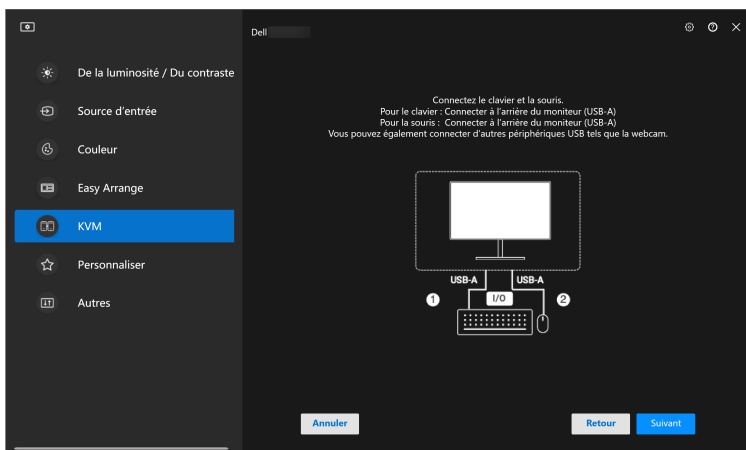 Dell
De la luminosité / Du contraste
Source d'entrée
Couleur
Easy Arrange
KVM
Personnaliser
Autres
Connectez le clavier et la souris.
Pour le clavier : Connecter à l'arrière du moniteur (USB-A)
Pour la souris : Connecter à l'arrière du moniteur (USB-A)
Vous pouvez également connecter d'autres périphériques USB tels que la webcam.
USB-A USB-A
1 I/O 2
Annuler Retour Suivant